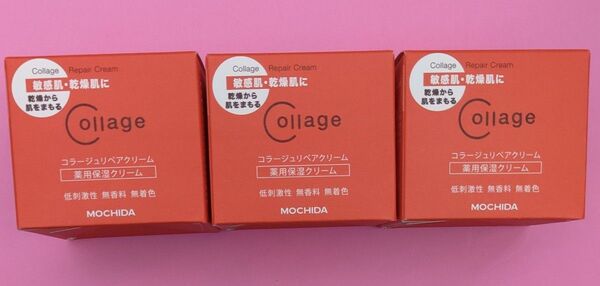 Collage Repair Cream
敏感肌・乾燥肌に
乾燥から
肌をまもる
Collage
コラージュリペアクリーム
薬用保湿クリーム
低刺激性 無香料 無着色
MOCHIDA
Collage Repair Cream
敏感肌・乾燥肌に
乾燥から
肌をまもる
Collage
コラージュリペアクリーム
薬用保湿クリーム
低刺激性 無香料 無着色
MOCHIDA
Collage Repair Cream
敏感肌・乾燥肌に
乾燥から
肌をまもる
Collage
コラージュリペアクリーム
薬用保湿クリーム
低刺激性 無香料 無着色
MOCHIDA